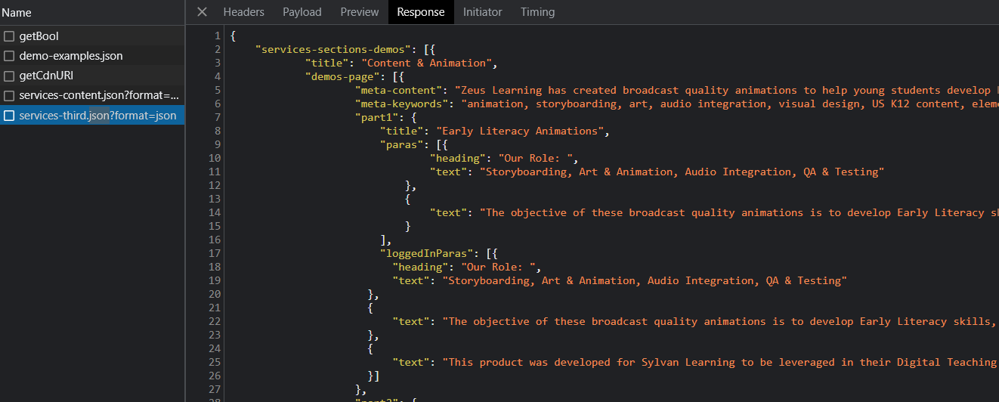 Name
Headers Payload Preview Response Initiator Timing
getBool
demo-examples.json
getCdnURI
services-content.json?format=...
services-third.json?format=json
1 {
2 "services-sections-demos": [{
3 "title": "Content & Animation",
4 "demos-page": [{
5 "meta-content": "Zeus Learning has created broadcast quality animations to help young students develop
6 "meta-keywords": "animation, storyboarding, art, audio integration, visual design, US K12 content, elem
7 "part1": {
8 "title": "Early Literacy Animations",
9 "paras": [{
10 "heading": "Our Role: ",
11 "text": "Storyboarding, Art & Animation, Audio Integration, QA & Testing"
12 },
13 {
14 "text": "The objective of these broadcast quality animations is to develop Early Literacy sk
15 }
16 ],
17 "loggedInParas": [{
18 "heading": "Our Role: ",
19 "text": "Storyboarding, Art & Animation, Audio Integration, QA & Testing"
20 },
21 {
22 "text": "The objective of these broadcast quality animations is to develop Early Literacy skills,
23 },
24 {
25 "text": "This product was developed for Sylvan Learning to be leveraged in their Digital Teaching
26 }]
27 },
28 "part2": {